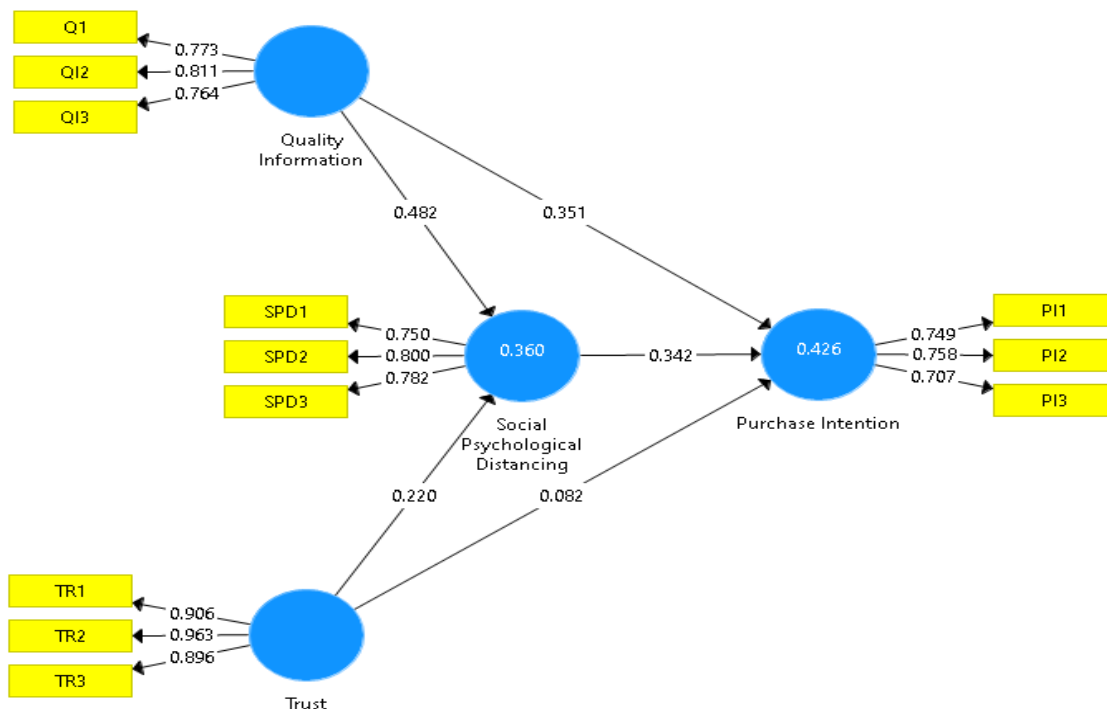 Q1
0.773
QI2
0.811
QI3
0.764
Quality
Information
0.482
0.351
SPD1
0.750
SPD2
0.800
SPD3
0.782
0.360
Social
Psychological
Distancing
0.342
0.426
Purchase Intention
PI1
0.749
PI2
0.758
PI3
0.707
0.220
0.082
TR1
0.906
TR2
0.963
TR3
0.896
Trust